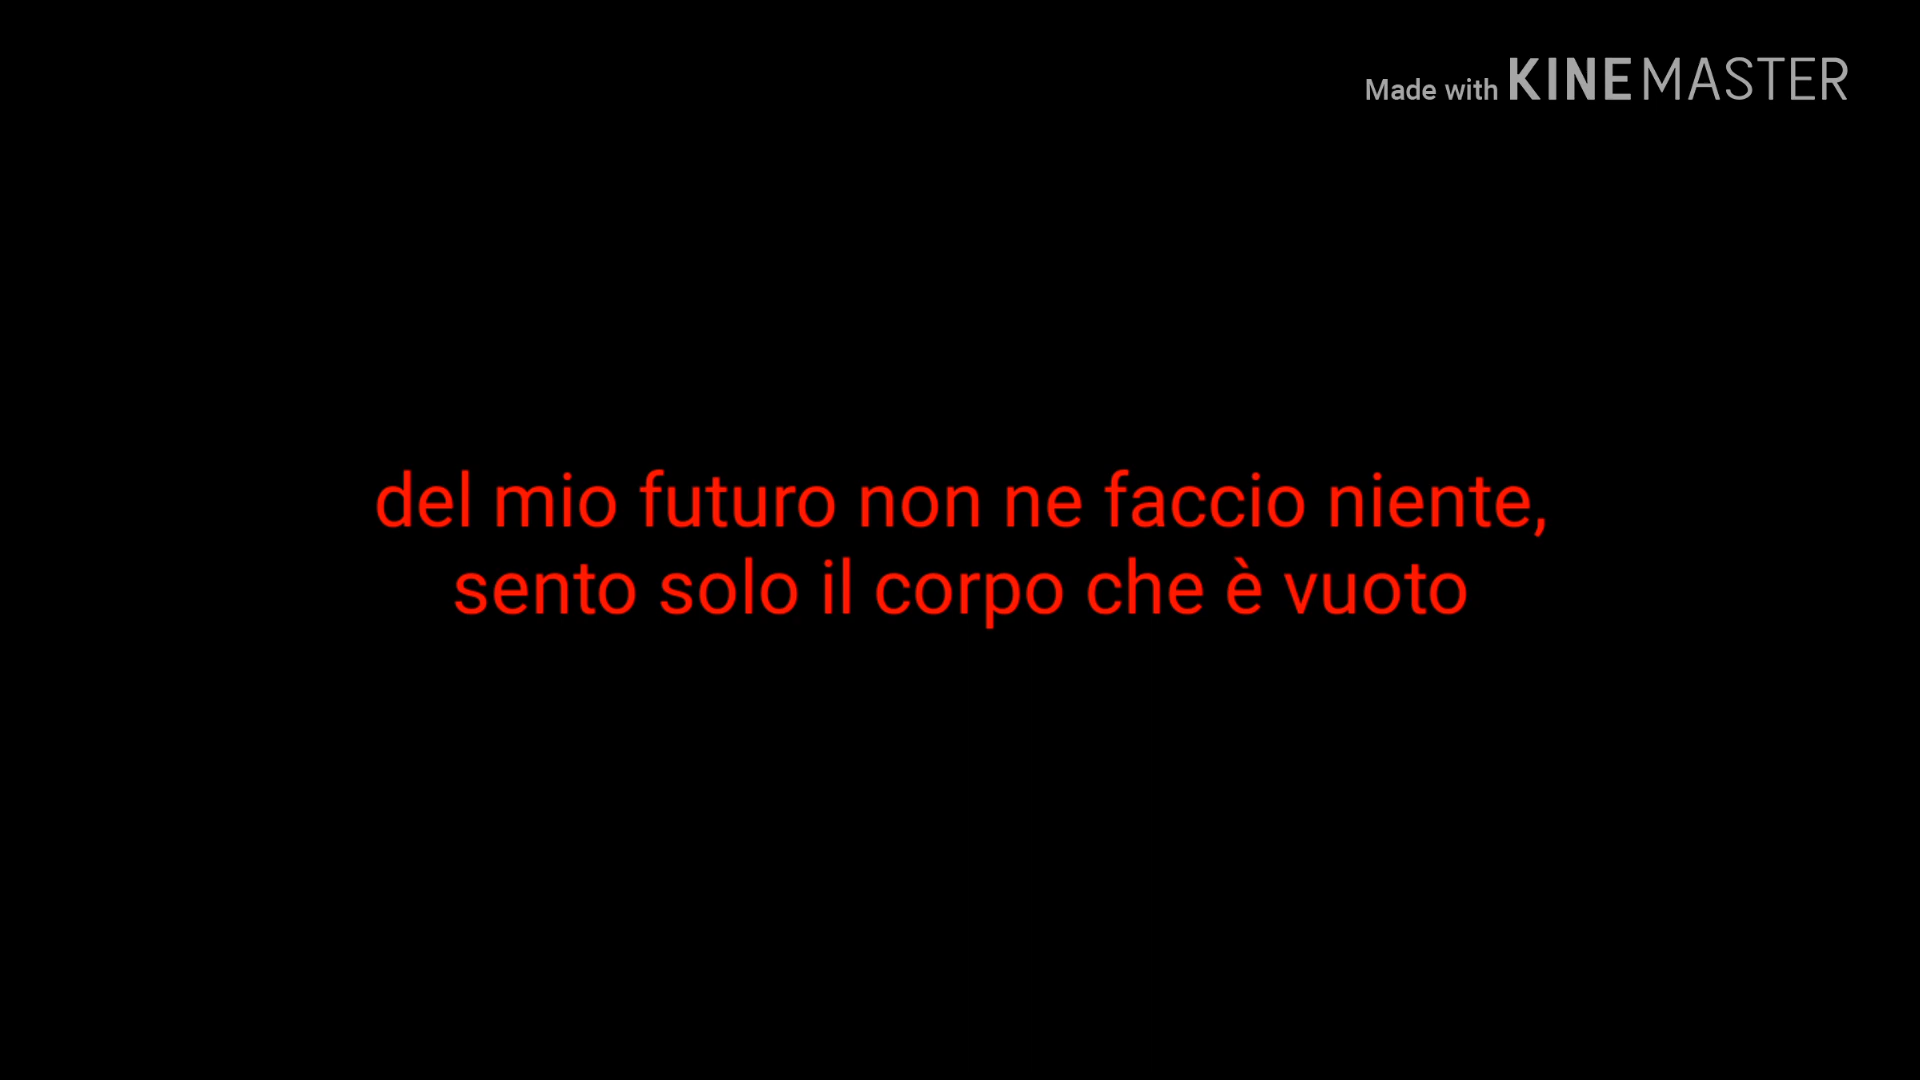 Made with KINEMASTER
del mio futuro non ne faccio niente,
sento solo il corpo che è vuoto